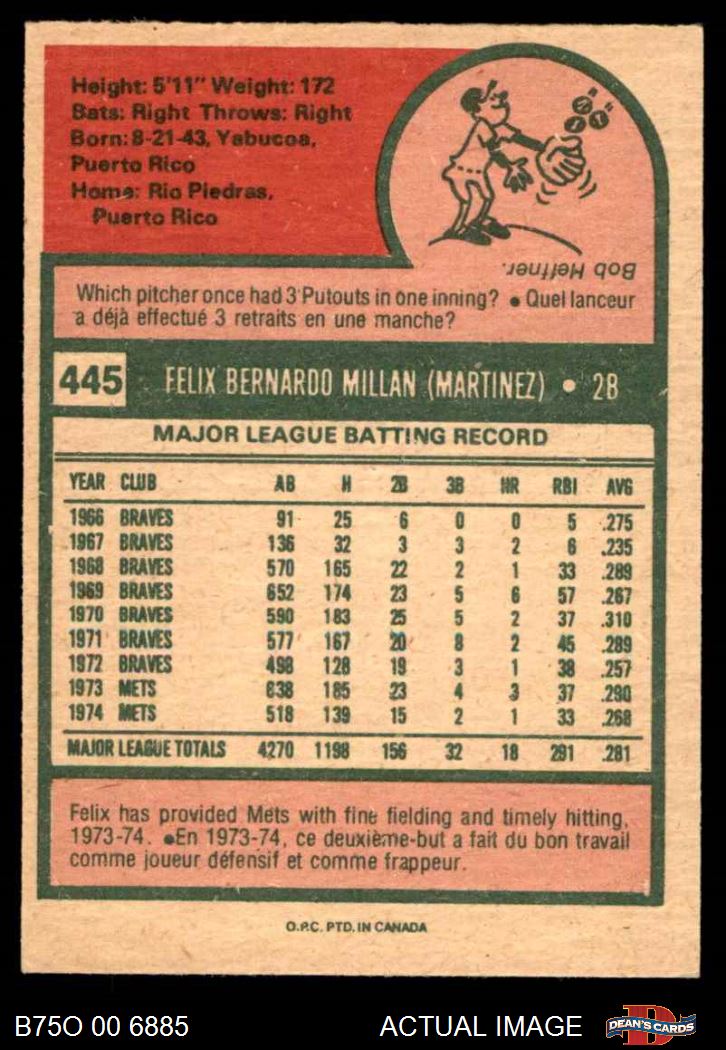 Height: 5'11" Weight: 172
Bats: Right Throws: Right
Born: 8-21-43, Yabucoa,
Puerto Rico
Home: Rio Piedras,
Puerto Rico
Bob Heffner.
Which pitcher once had 3 Putouts in one inning? ● Quel lanceur
a déjà effectué 3 retraits en une manche?
445 FELIX BERNARDO MILLAN (MARTINEZ) ● 2B
MAJOR LEAGUE BATTING RECORD
YEAR CLUB AB H 2B 3B HR RBI AVG
1966 BRAVES 91 25 6 0 0 5 .275
1967 BRAVES 136 32 3 3 2 6 .235
1968 BRAVES 570 165 22 2 1 33 .289
1969 BRAVES 652 174 23 5 6 57 .267
1970 BRAVES 590 183 25 5 2 37 .310
1971 BRAVES 577 167 20 8 2 45 .289
1972 BRAVES 498 128 19 3 1 38 .257
1973 METS 638 185 23 4 3 37 .290
1974 METS 518 139 15 2 1 33 .268
MAJOR LEAGUE TOTALS 4270 1198 156 32 18 291 .281
Felix has provided Mets with fine fielding and timely hitting,
1973-74. ●En 1973-74, ce deuxième-but a fait du bon travail
comme joueur défensif et comme frappeur.
O.P.C. PTD. IN CANADA
B75O 00 6885 ACTUAL IMAGE
D
DEAN'S CARDS